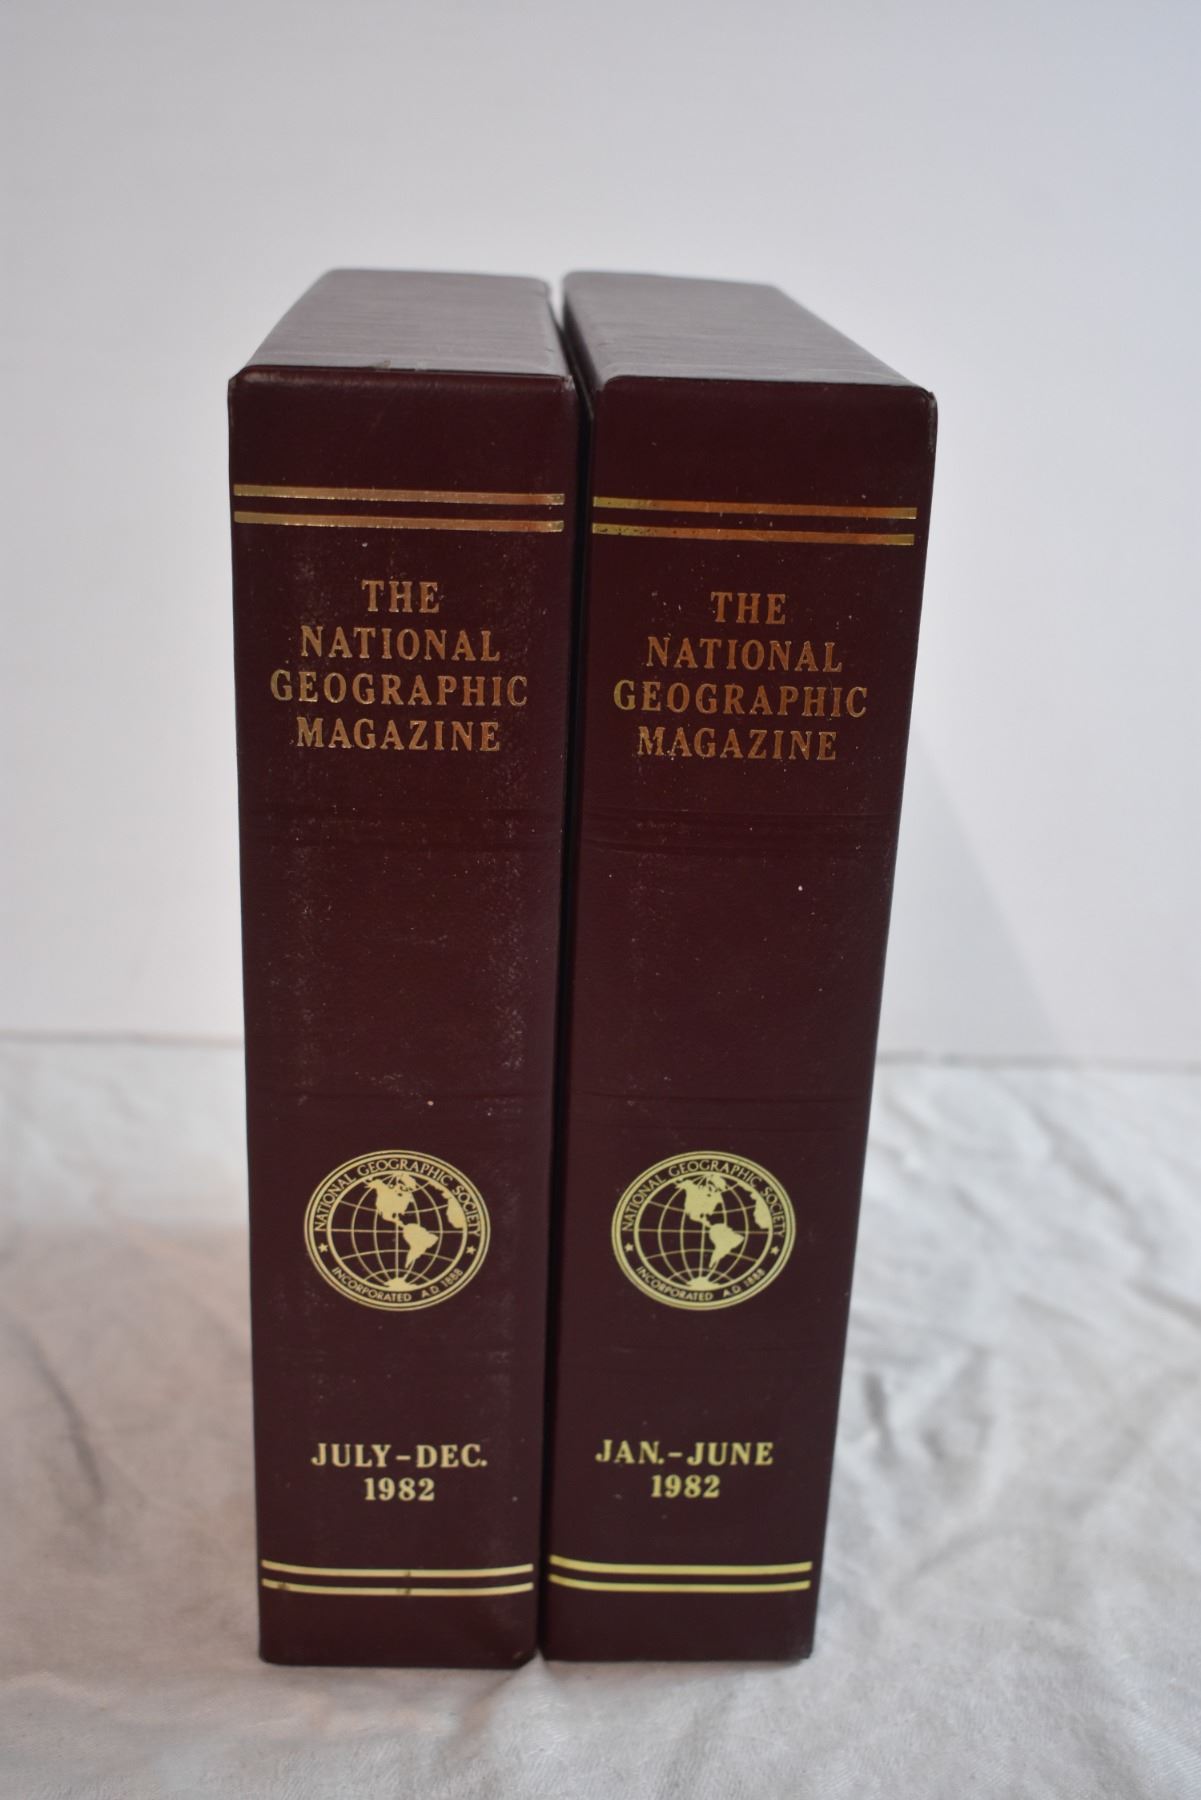 THE
NATIONAL
GEOGRAPHIC
MAGAZINE
NATIONAL GEOGRAPHIC SOCIETY
INCORPORATED A.D. 1888
JULY-DEC.
1982
THE
NATIONAL
GEOGRAPHIC
MAGAZINE
NATIONAL GEOGRAPHIC SOCIETY
INCORPORATED A.D. 1888
JAN.-JUNE
1982